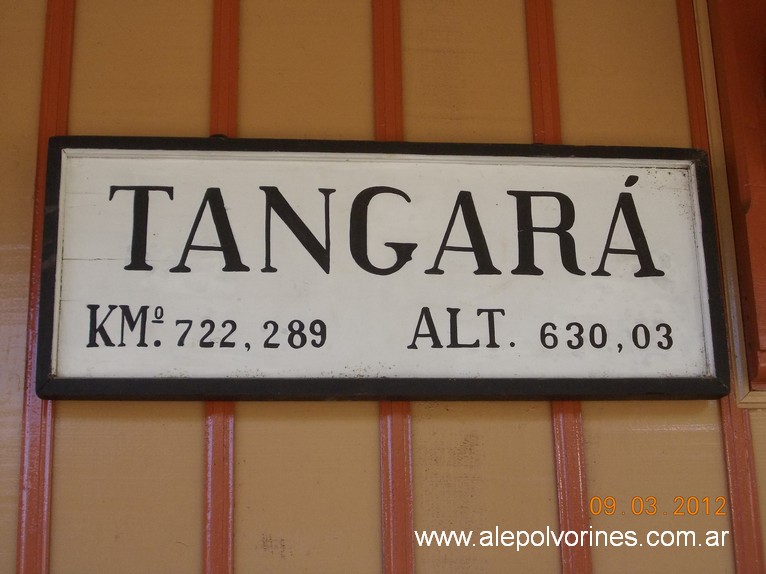 TANGARÁ
KMº. 722,289 ALT. 630,03
09.03.2012
www.alepolvorines.com.ar